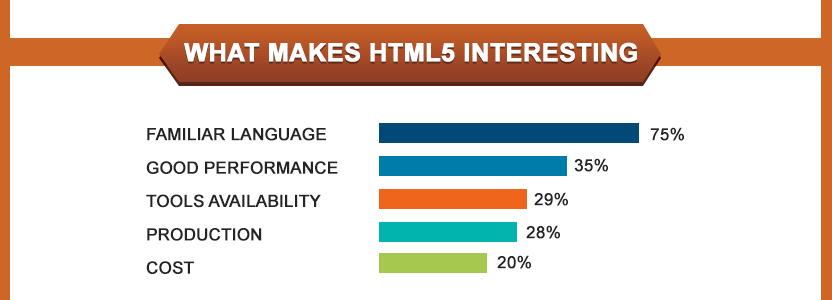 WHAT MAKES HTML5 INTERESTING
FAMILIAR LANGUAGE 75%
GOOD PERFORMANCE 35%
TOOLS AVAILABILITY 29%
PRODUCTION 28%
COST 20%